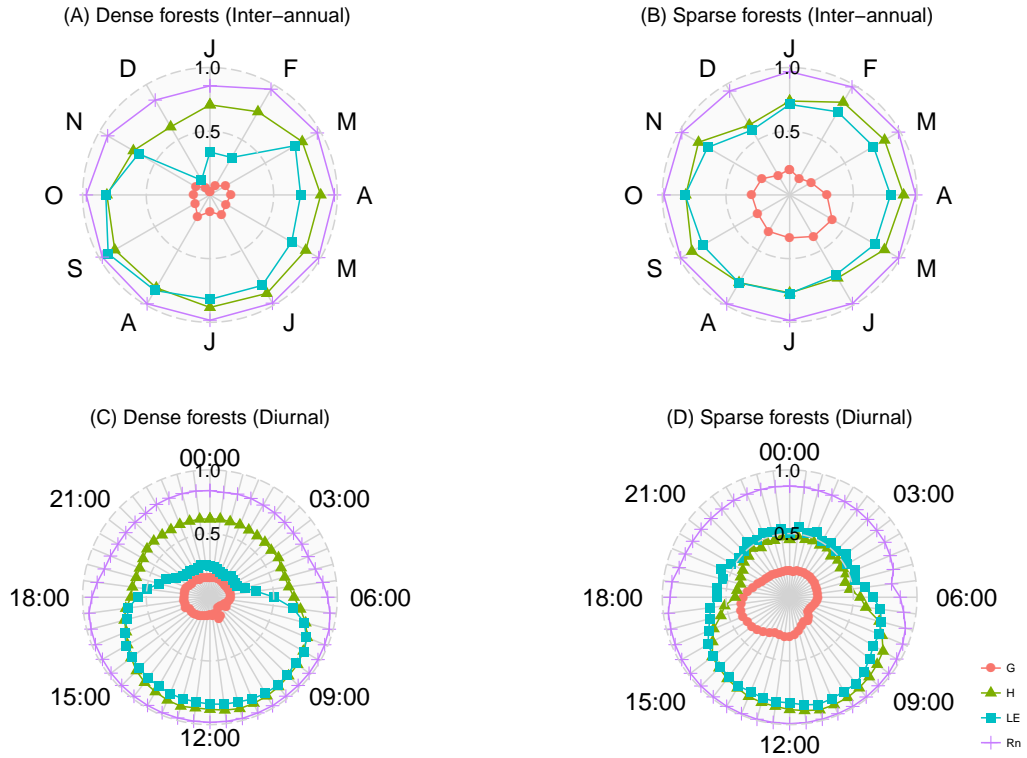 (A) Dense forests (Inter−annual)
J
F
M
A
M
J
J
A
S
O
N
D
1.0
0.5
(B) Sparse forests (Inter−annual)
J
F
M
A
M
J
J
A
S
O
N
D
1.0
0.5
(C) Dense forests (Diurnal)
00:00
03:00
06:00
09:00
12:00
15:00
18:00
21:00
1.0
0.5
(D) Sparse forests (Diurnal)
00:00
03:00
06:00
09:00
12:00
15:00
18:00
21:00
1.0
0.5
G
H
LE
Rn